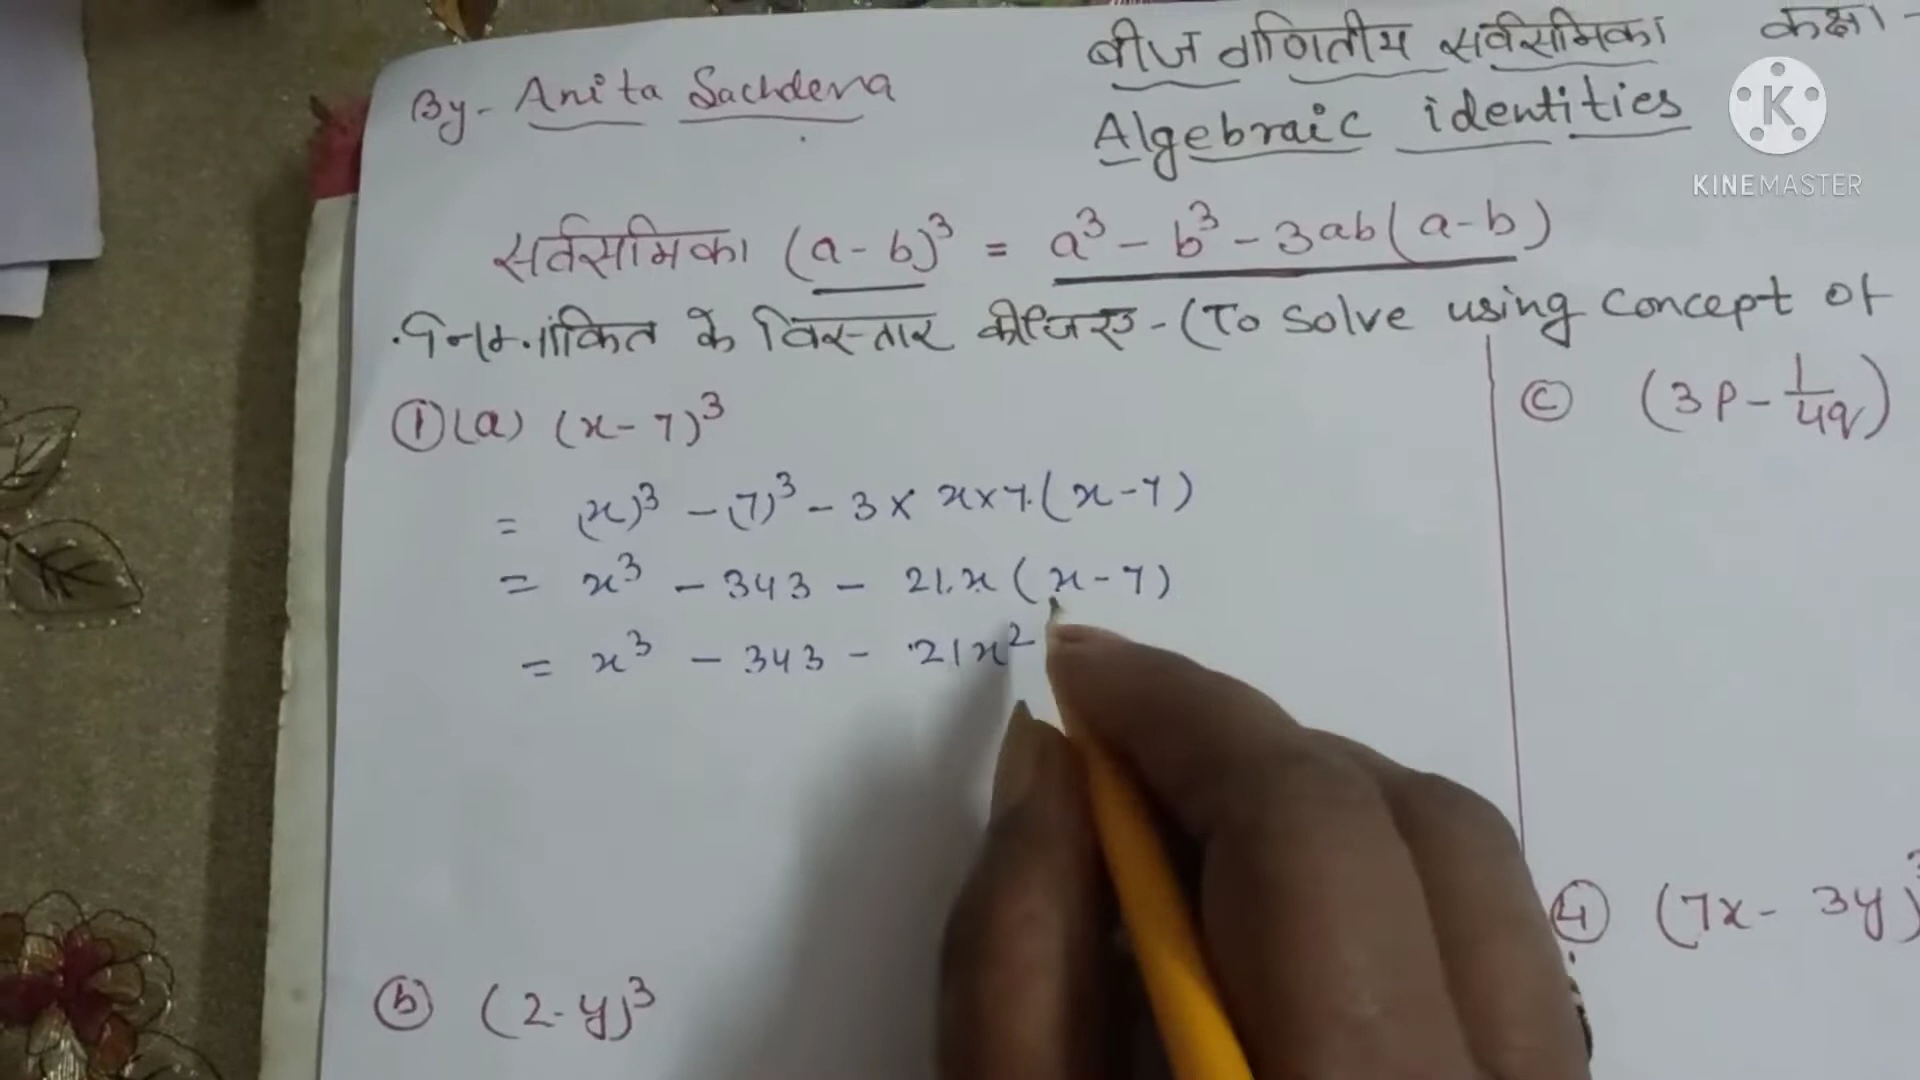 By- Anita Sachdeva
बीज गणितीय सर्वसमिका कक्षा -
Algebraic identities
KINEMASTER
सर्वसमिका (a - b)³ = a³ - b³ - 3ab(a - b)
के विस्तार कीजिए - (To solve using concept of
① (a) (x - 7)³
= (x)³ - (7)³ - 3 × x × 7.(x - 7)
= x³ - 343 - 21.x (x - 7)
= x³ - 343 - 21x²
ⓑ (2 - y)³
ⓒ (3p - 1/4q)
④ (7x - 3y)³